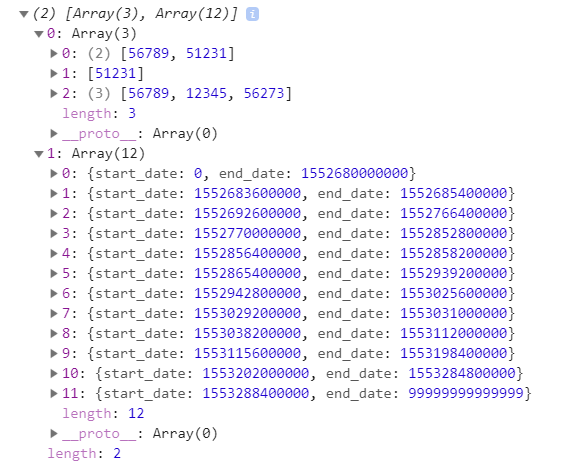 (2) [Array(3), Array(12)] i
0: Array(3)
0: (2) [56789, 51231]
1: [51231]
2: (3) [56789, 12345, 56273]
length: 3
__proto__: Array(0)
1: Array(12)
0: {start_date: 0, end_date: 1552680000000}
1: {start_date: 1552683600000, end_date: 1552685400000}
2: {start_date: 1552692600000, end_date: 1552766400000}
3: {start_date: 1552770000000, end_date: 1552852800000}
4: {start_date: 1552856400000, end_date: 1552858200000}
5: {start_date: 1552865400000, end_date: 1552939200000}
6: {start_date: 1552942800000, end_date: 1553025600000}
7: {start_date: 1553029200000, end_date: 1553031000000}
8: {start_date: 1553038200000, end_date: 1553112000000}
9: {start_date: 1553115600000, end_date: 1553198400000}
10: {start_date: 1553202000000, end_date: 1553284800000}
11: {start_date: 1553288400000, end_date: 99999999999999}
length: 12
__proto__: Array(0)
length: 2